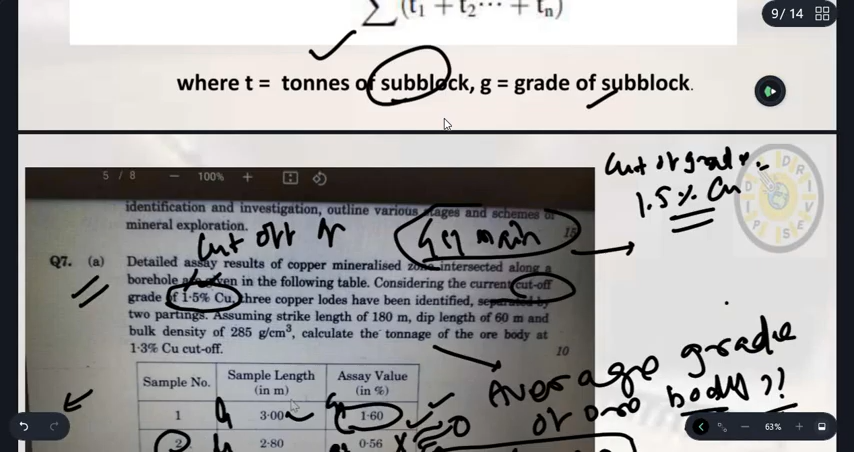 ∑ (t₁ + t₂⋯ + tₙ)
9 / 14
where t = tonnes of subblock, g = grade of subblock.
5 / 8 — 100% +
identification and investigation, outline various stages and schemes of
mineral exploration. 15
Cut off
GSI main
Cut of grade :-
1.5% Cu
DRIVE
Q7. (a) Detailed assay results of copper mineralised zone intersected along a
borehole are given in the following table. Considering the current cut-off
grade of 1·5% Cu, three copper lodes have been identified, separated by
two partings. Assuming strike length of 180 m, dip length of 60 m and
bulk density of 285 g/cm³, calculate the tonnage of the ore body at
1·3% Cu cut-off. 10
Average grade
of ore body ??
Sample No. Sample Length (in m) Assay Value (in %)
1 3·00 1·60
2 2·80 0·56
63%